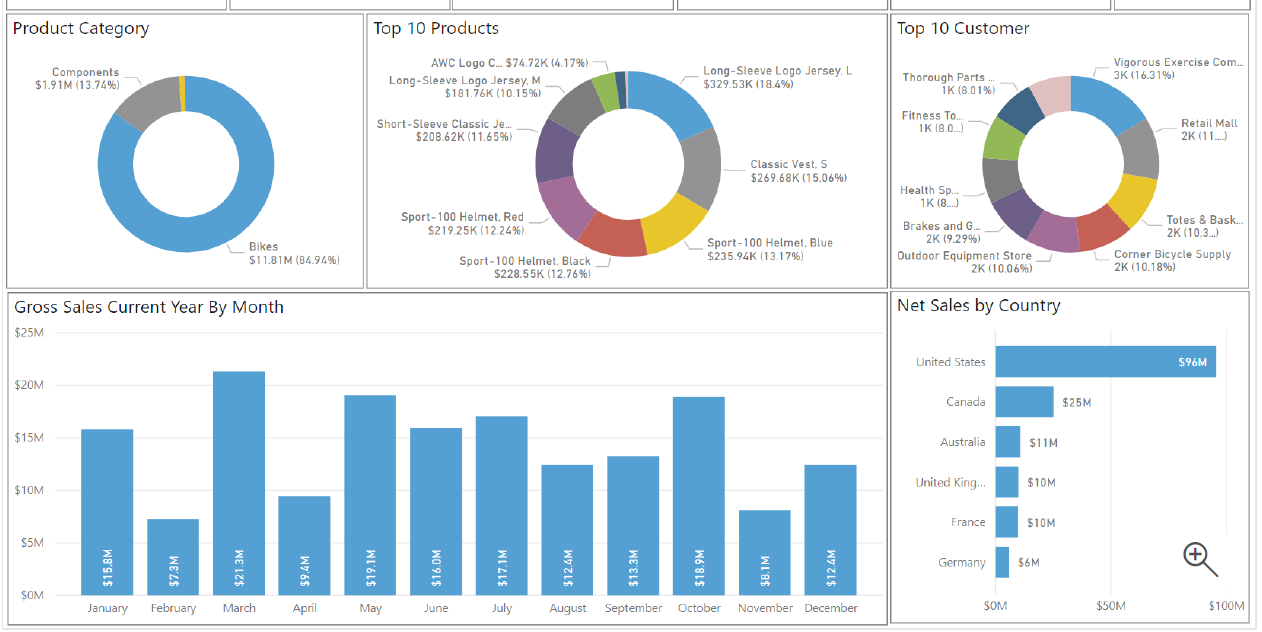 Product Category
Components
$1.91M (13.74%)
Bikes
$11.81M (84.94%)
Top 10 Products
AWC Logo C... $74.72K (4.17%)
Long-Sleeve Logo Jersey, M
$181.76K (10.15%)
Short-Sleeve Classic Je...
$208.62K (11.65%)
Sport-100 Helmet, Red
$219.25K (12.24%)
Sport-100 Helmet, Black
$228.55K (12.76%)
Long-Sleeve Logo Jersey, L
$329.53K (18.4%)
Classic Vest, S
$269.68K (15.06%)
Sport-100 Helmet, Blue
$235.94K (13.17%)
Top 10 Customer
Thorough Parts ...
1K (8.01%)
Fitness To...
1K (8.0...)
Health Sp...
1K (8....)
Brakes and G...
2K (9.29%)
Outdoor Equipment Store
2K (10.06%)
Vigorous Exercise Com...
3K (16.31%)
Retail Mall
2K (11....)
Totes & Bask...
2K (10.3...)
Corner Bicycle Supply
2K (10.18%)
Gross Sales Current Year By Month
$25M
$20M
$15M
$10M
$5M
$0M
$15.8M
$7.3M
$21.3M
$9.4M
$19.1M
$16.0M
$17.1M
$12.4M
$13.3M
$18.9M
$8.1M
$12.4M
January
February
March
April
May
June
July
August
September
October
November
December
Net Sales by Country
United States
$96M
Canada
$25M
Australia
$11M
United King...
$10M
France
$10M
Germany
$6M
$0M
$50M
$100M